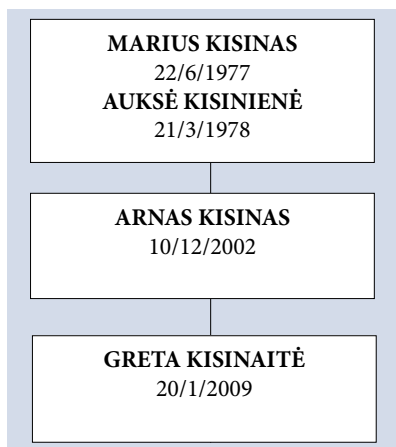 MARIUS KISINAS
22/6/1977
AUKSĖ KISINIENĖ
21/3/1978
ARNAS KISINAS
10/12/2002
GRETA KISINAITĖ
20/1/2009